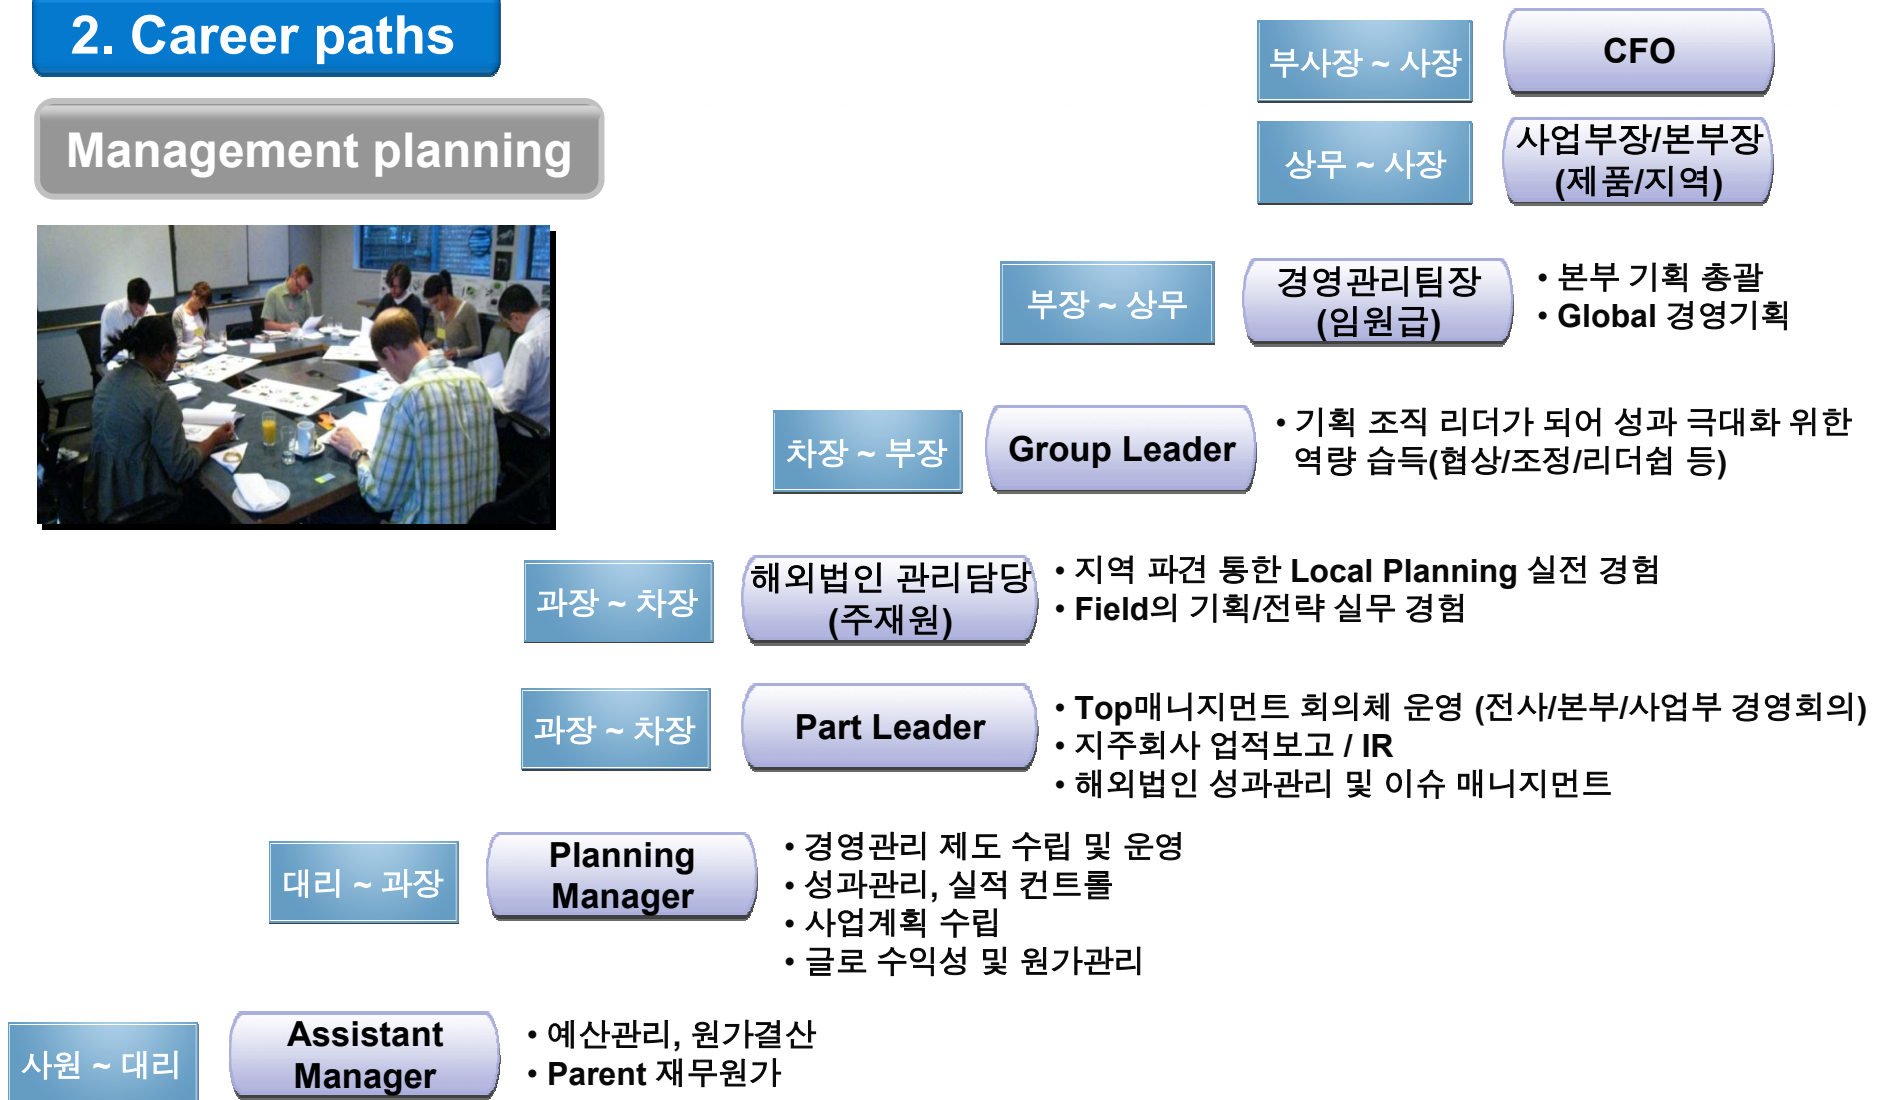 2. Career paths
Management planning
부사장 ~ 사장
CFO
상무 ~ 사장
사업부장/본부장
(제품/지역)
부장 ~ 상무
경영관리팀장
(임원급)
• 본부 기획 총괄
• Global 경영기획
차장 ~ 부장
Group Leader
• 기획 조직 리더가 되어 성과 극대화 위한
역량 습득(협상/조정/리더쉽 등)
과장 ~ 차장
해외법인 관리담당
(주재원)
• 지역 파견 통한 Local Planning 실전 경험
• Field의 기획/전략 실무 경험
과장 ~ 차장
Part Leader
• Top매니지먼트 회의체 운영 (전사/본부/사업부 경영회의)
• 지주회사 업적보고 / IR
• 해외법인 성과관리 및 이슈 매니지먼트
대리 ~ 과장
Planning
Manager
• 경영관리 제도 수립 및 운영
• 성과관리, 실적 컨트롤
• 사업계획 수립
• 글로 수익성 및 원가관리
사원 ~ 대리
Assistant
Manager
• 예산관리, 원가결산
• Parent 재무원가